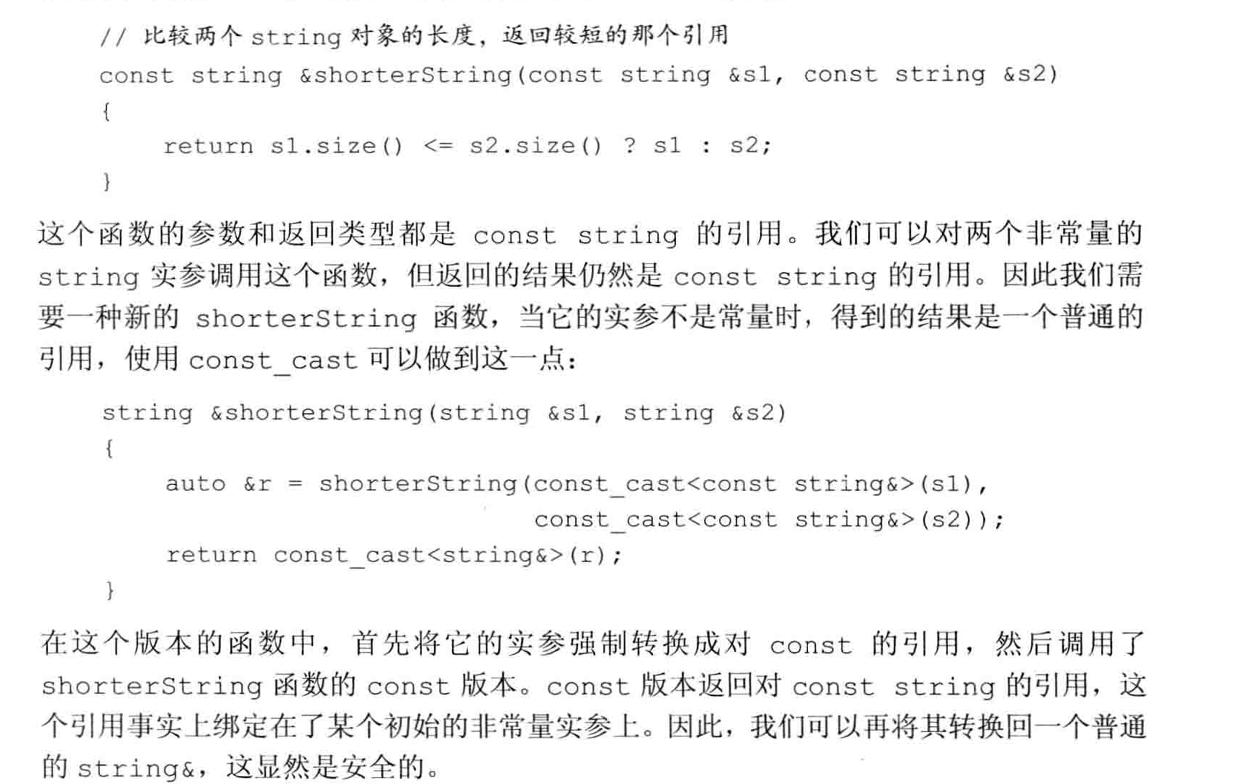 // 比较两个 string 对象的长度，返回较短的那个引用
const string &shorterString(const string &s1, const string &s2)
{
    return s1.size() <= s2.size() ? s1 : s2;
}
这个函数的参数和返回类型都是 const string 的引用。我们可以对两个非常量的
string 实参调用这个函数，但返回的结果仍然是 const string 的引用。因此我们需
要一种新的 shorterString 函数，当它的实参不是常量时，得到的结果是一个普通的
引用，使用 const_cast 可以做到这一点：
string &shorterString(string &s1, string &s2)
{
    auto &r = shorterString(const_cast<const string&>(s1),
                            const_cast<const string&>(s2));
    return const_cast<string&>(r);
}
在这个版本的函数中，首先将它的实参强制转换成对 const 的引用，然后调用了
shorterString 函数的 const 版本。const 版本返回对 const string 的引用，这
个引用事实上绑定在了某个初始的非常量实参上。因此，我们可以再将其转换回一个普通
的 string&，这显然是安全的。